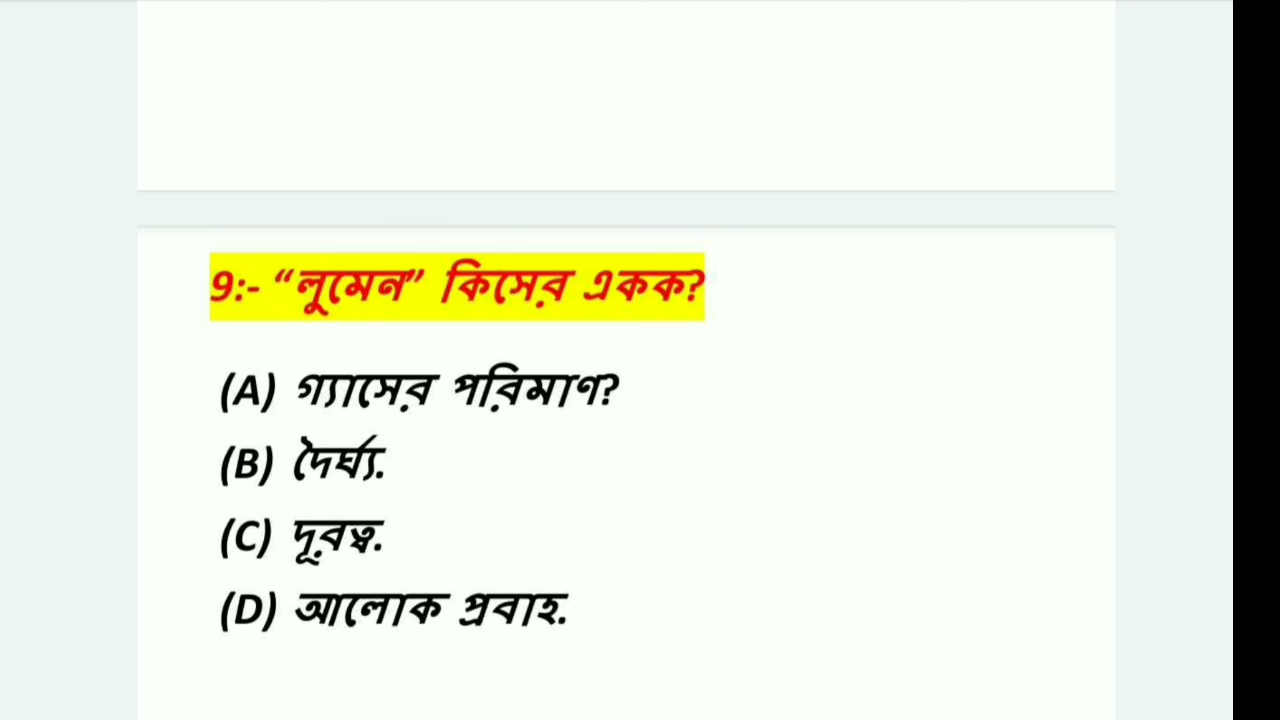 9:- “লুমেন” কিসের একক?
(A) গ্যাসের পরিমাণ?
(B) দৈর্ঘ্য.
(C) দূরত্ব.
(D) আলোক প্রবাহ.